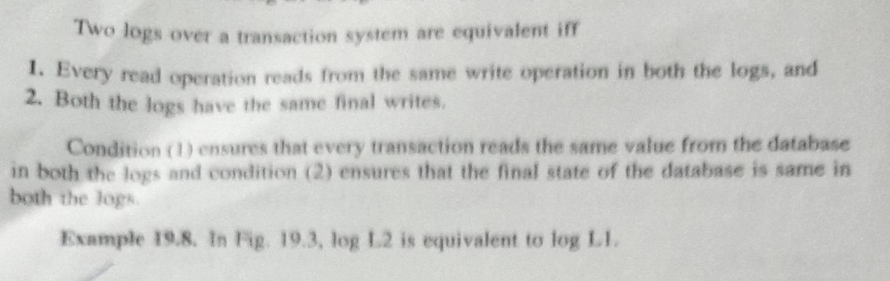 Two logs over a transaction system are equivalent iff
1. Every read operation reads from the same write operation in both the logs, and
2. Both the logs have the same final writes.
Condition (1) ensures that every transaction reads the same value from the database
in both the logs and condition (2) ensures that the final state of the database is same in
both the logs.
Example 19.8. In Fig. 19.3, log L2 is equivalent to log L1.